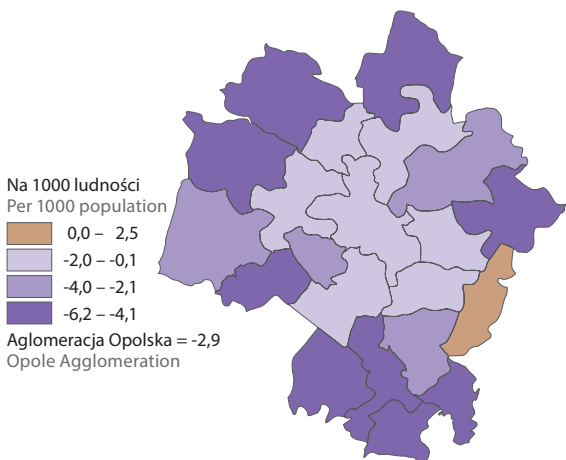 Na 1000 ludności
Per 1000 population
0,0 – 2,5
-2,0 – -0,1
-4,0 – -2,1
-6,2 – -4,1
Aglomeracja Opolska = -2,9
Opole Agglomeration